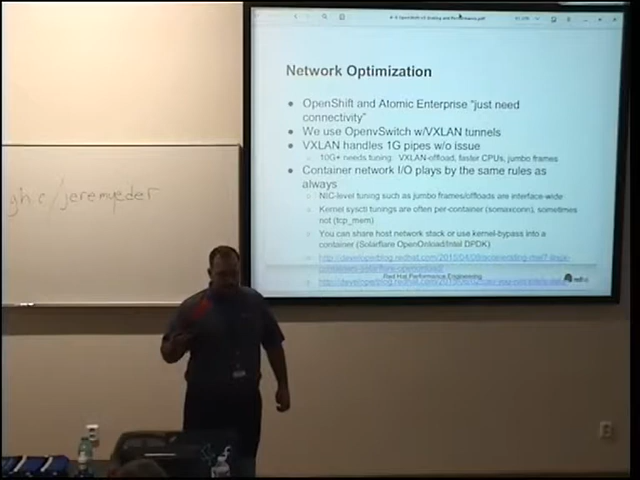 Network Optimization
● OpenShift and Atomic Enterprise "just need
connectivity"
● We use OpenvSwitch w/VXLAN tunnels
● VXLAN handles 1G pipes w/o issue
○ 10G+ needs tuning: VXLAN-offload, faster CPUs, jumbo frames
● Container network I/O plays by the same rules as
always
○ NIC-level tuning such as jumbo frames/offloads are interface-wide
○ Kernel sysctl tunings are often per-container (somaxconn), sometimes
not (tcp_mem)
○ You can share host network stack or use kernel-bypass into a
container (Solarflare OpenOnload/Intel DPDK)
Red Hat Performance Engineering
gh.c/jeremyeder